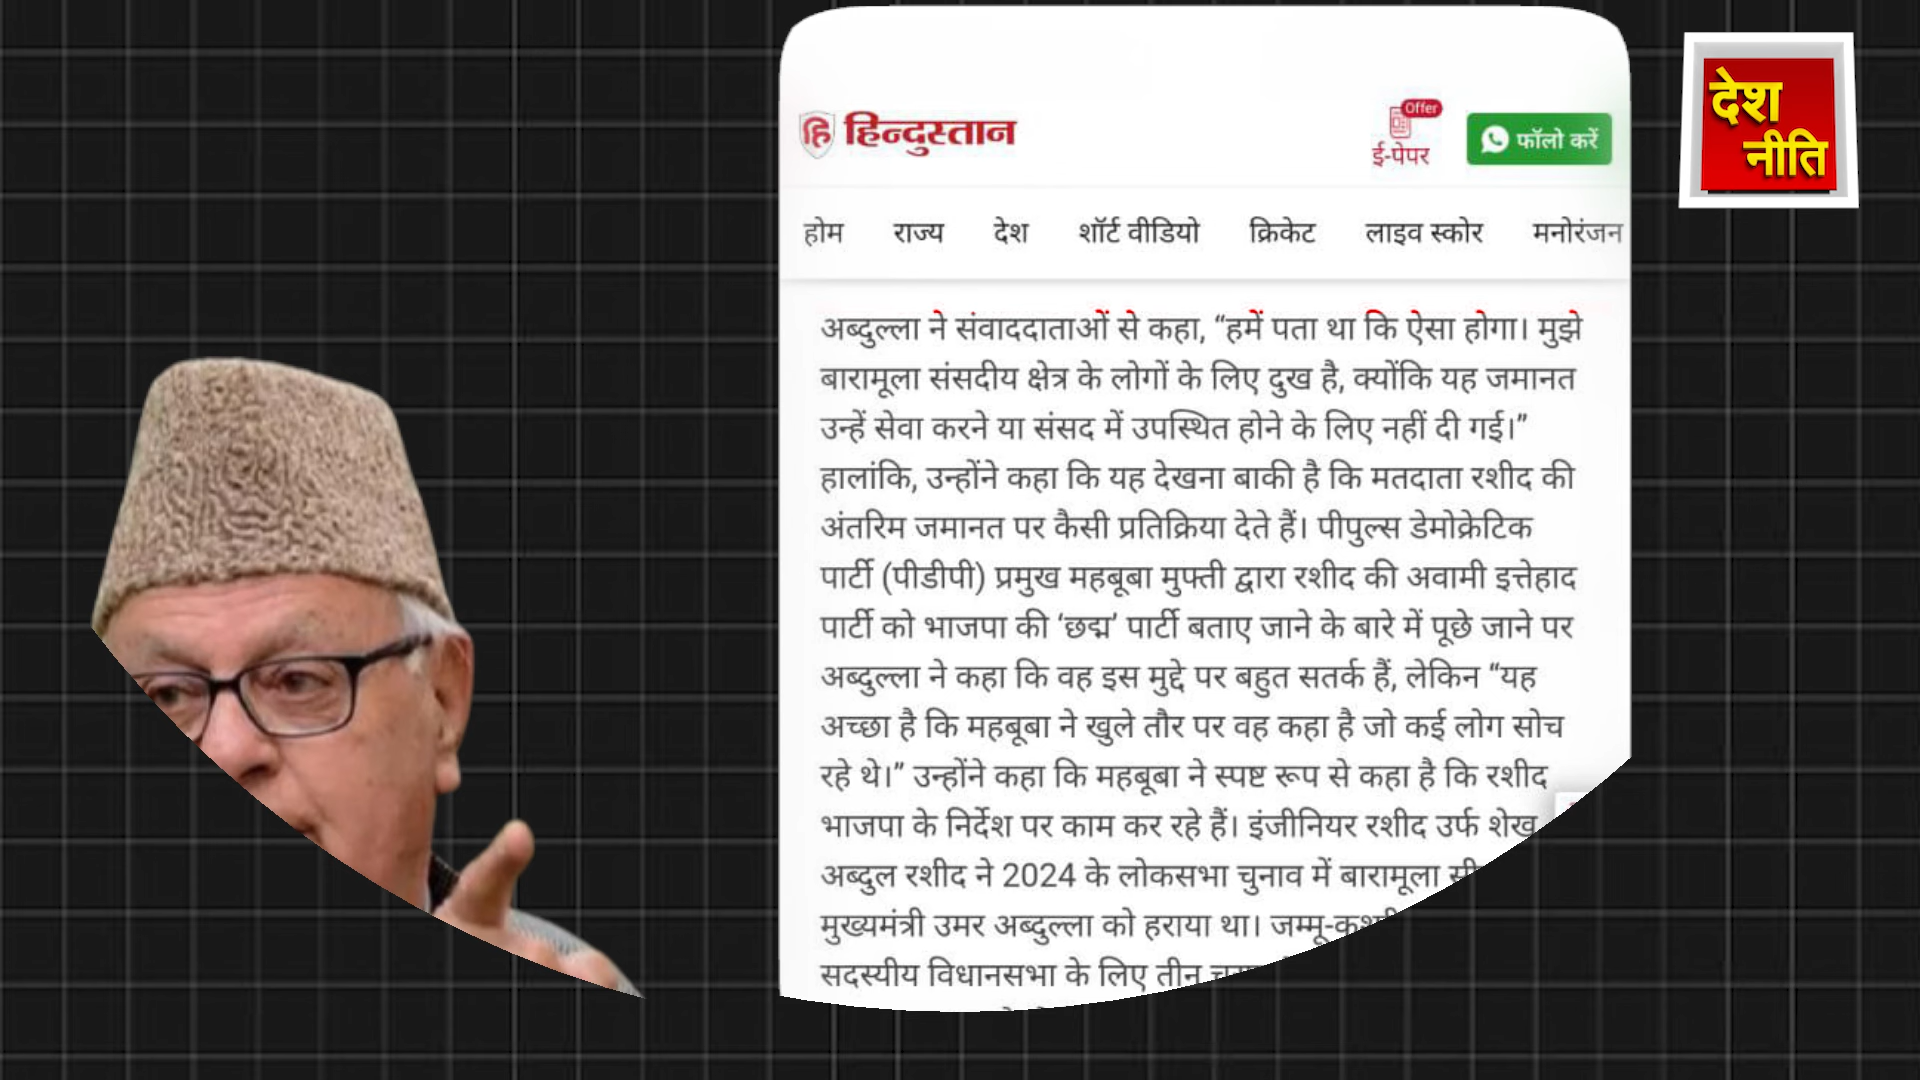 हि हिन्दुस्तान
Offer
ई-पेपर
फॉलो करें
देश
नीति
होम राज्य देश शॉर्ट वीडियो क्रिकेट लाइव स्कोर मनोरंजन
अब्दुल्ला ने संवाददाताओं से कहा, “हमें पता था कि ऐसा होगा। मुझे
बारामूला संसदीय क्षेत्र के लोगों के लिए दुख है, क्योंकि यह जमानत
उन्हें सेवा करने या संसद में उपस्थित होने के लिए नहीं दी गई।”
हालांकि, उन्होंने कहा कि यह देखना बाकी है कि मतदाता रशीद की
अंतरिम जमानत पर कैसी प्रतिक्रिया देते हैं। पीपुल्स डेमोक्रेटिक
पार्टी (पीडीपी) प्रमुख महबूबा मुफ्ती द्वारा रशीद की अवामी इत्तेहाद
पार्टी को भाजपा की ‘छद्म’ पार्टी बताए जाने के बारे में पूछे जाने पर
अब्दुल्ला ने कहा कि वह इस मुद्दे पर बहुत सतर्क हैं, लेकिन “यह
अच्छा है कि महबूबा ने खुले तौर पर वह कहा है जो कई लोग सोच
रहे थे।” उन्होंने कहा कि महबूबा ने स्पष्ट रूप से कहा है कि रशीद
भाजपा के निर्देश पर काम कर रहे हैं। इंजीनियर रशीद उर्फ शेख
अब्दुल रशीद ने 2024 के लोकसभा चुनाव में बारामूला
मुख्यमंत्री उमर अब्दुल्ला को हराया था।
सदस्यीय विधानसभा के लिए तीन